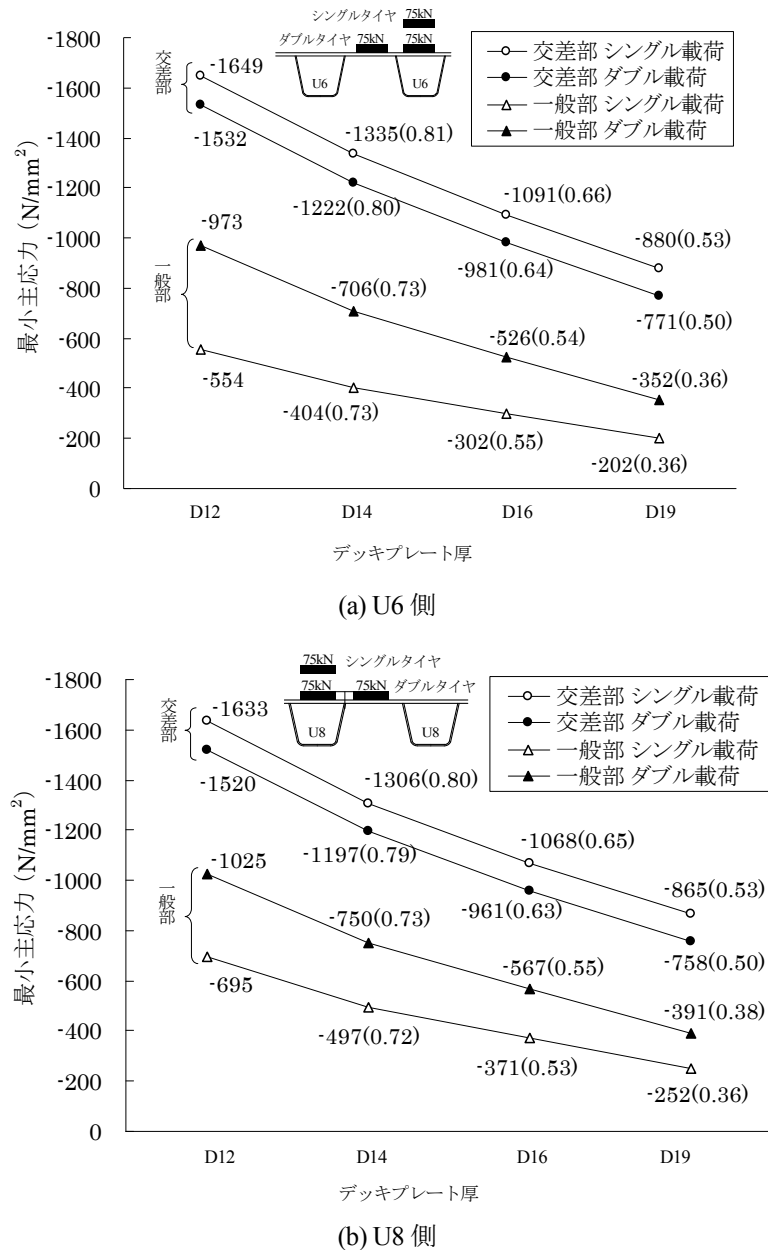 シングルタイヤ 75kN
ダブルタイヤ 75kN 75kN
U6 U6
交差部 シングル載荷
交差部 ダブル載荷
一般部 シングル載荷
一般部 ダブル載荷
最小主応力 (N/mm²)
-1800
-1600
-1400
-1200
-1000
-800
-600
-400
-200
0
交差部
一般部
-1649
-1335(0.81)
-1091(0.66)
-880(0.53)
-1532
-1222(0.80)
-981(0.64)
-771(0.50)
-973
-706(0.73)
-526(0.54)
-352(0.36)
-554
-404(0.73)
-302(0.55)
-202(0.36)
D12 D14 D16 D19
デッキプレート厚
(a) U6 側
75kN シングルタイヤ
75kN 75kN ダブルタイヤ
U8 U8
交差部 シングル載荷
交差部 ダブル載荷
一般部 シングル載荷
一般部 ダブル載荷
最小主応力 (N/mm²)
-1800
-1600
-1400
-1200
-1000
-800
-600
-400
-200
0
交差部
一般部
-1633
-1306(0.80)
-1068(0.65)
-865(0.53)
-1520
-1197(0.79)
-961(0.63)
-758(0.50)
-1025
-750(0.73)
-567(0.55)
-391(0.38)
-695
-497(0.72)
-371(0.53)
-252(0.36)
D12 D14 D16 D19
デッキプレート厚
(b) U8 側